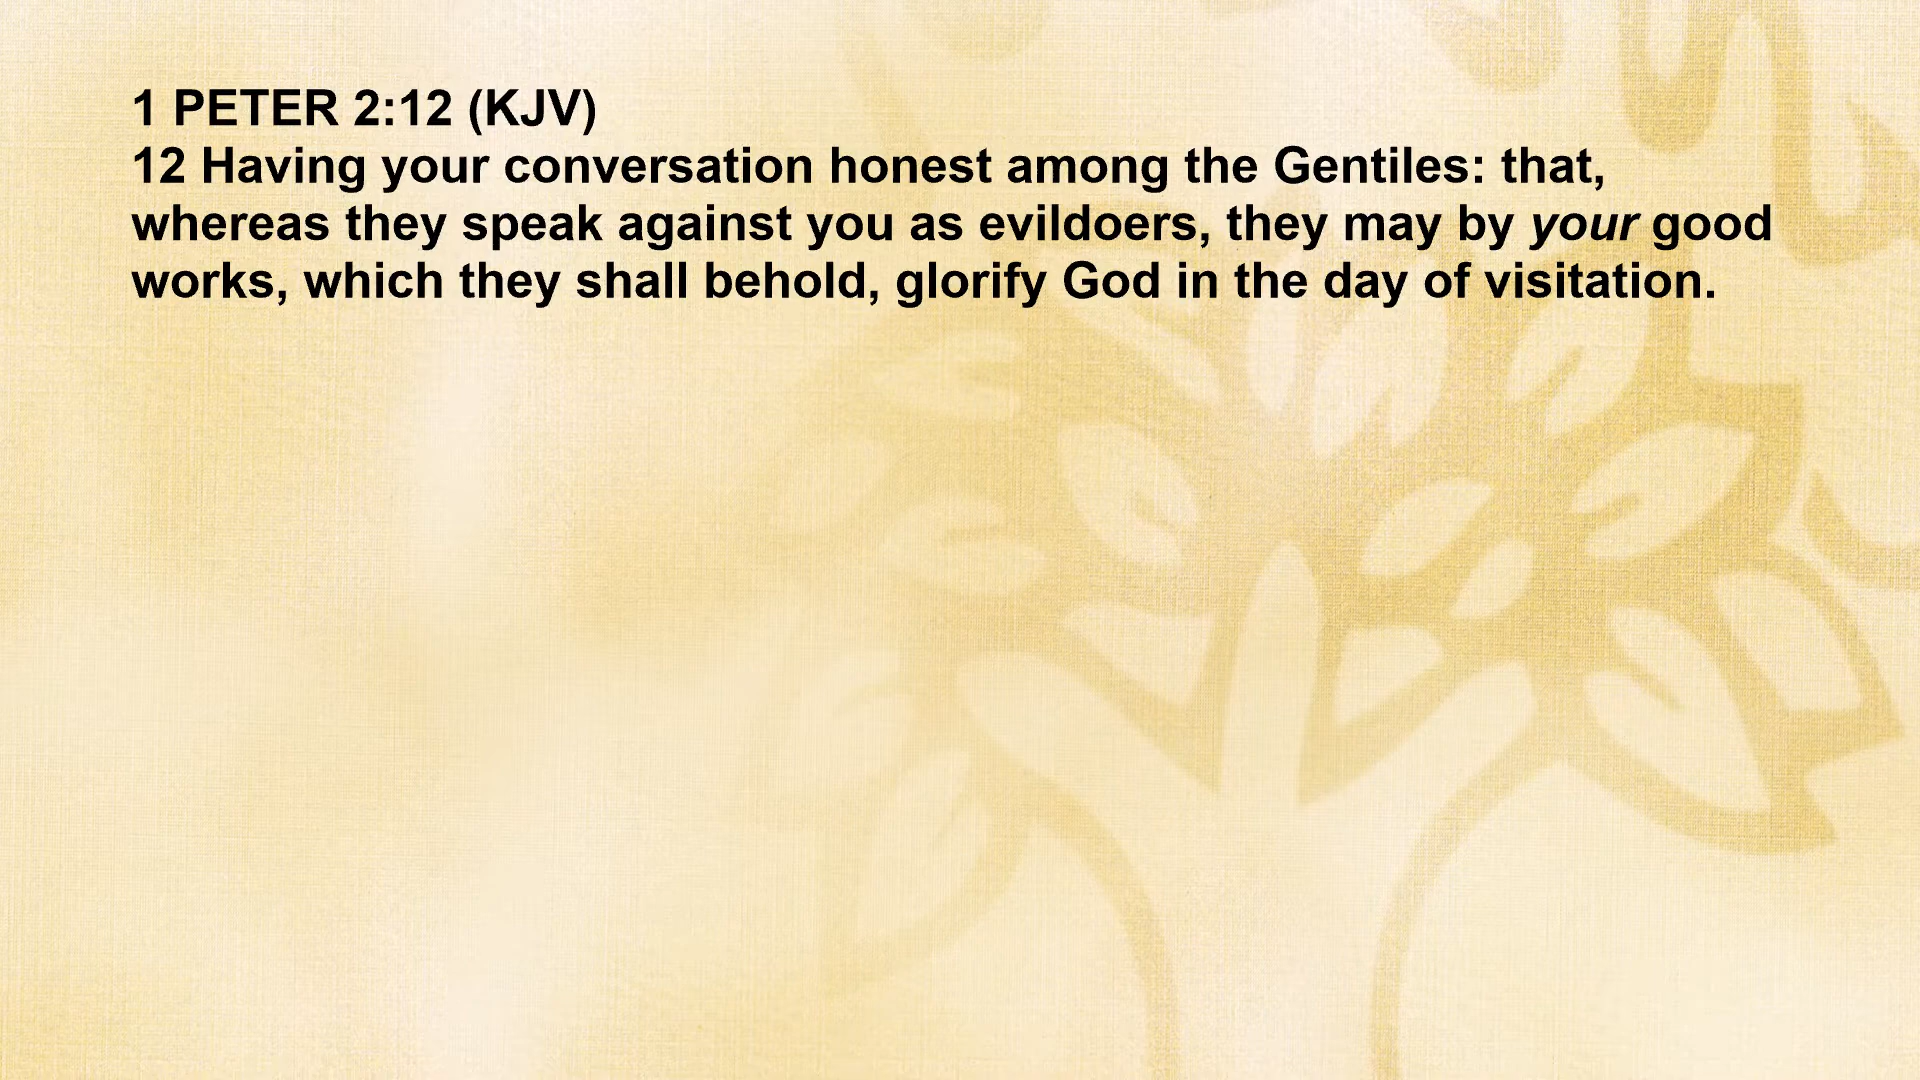 1 PETER 2:12 (KJV)
12 Having your conversation honest among the Gentiles: that,
whereas they speak against you as evildoers, they may by your good
works, which they shall behold, glorify God in the day of visitation.